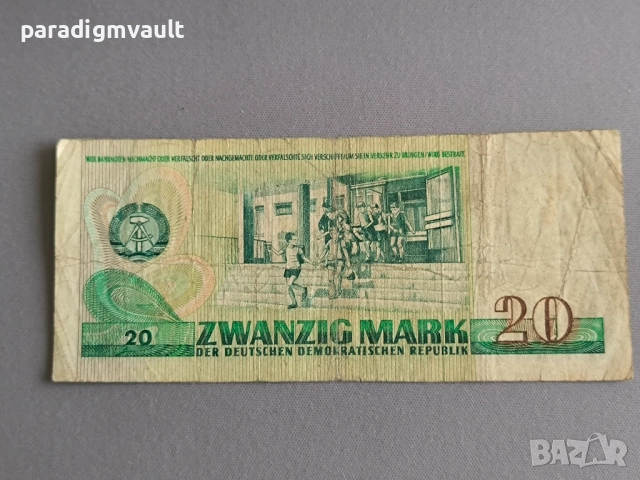 paradigmvault
WER BANKNOTEN NACHMACHT ODER VERFÄLSCHT ODER NACHGEMACHTE ODER VERFÄLSCHTE SICH VERSCHAFFT/UM SIE IN VERKEHR ZU BRINGEN/WIRD BESTRAFT
20 ZWANZIG MARK 20
DER DEUTSCHEN DEMOKRATISCHEN REPUBLIK
BAZAR